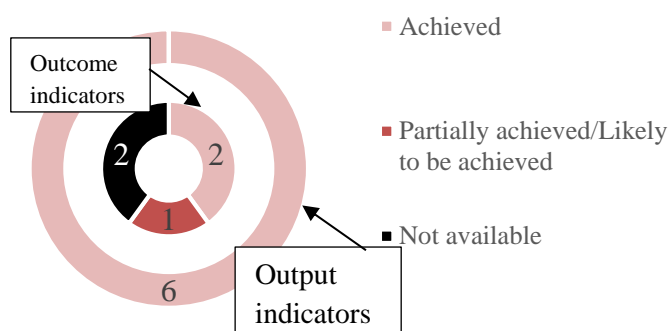 Outcome
indicators
2
2
1
6
Output
indicators
Achieved
Partially achieved/Likely
to be achieved
Not available